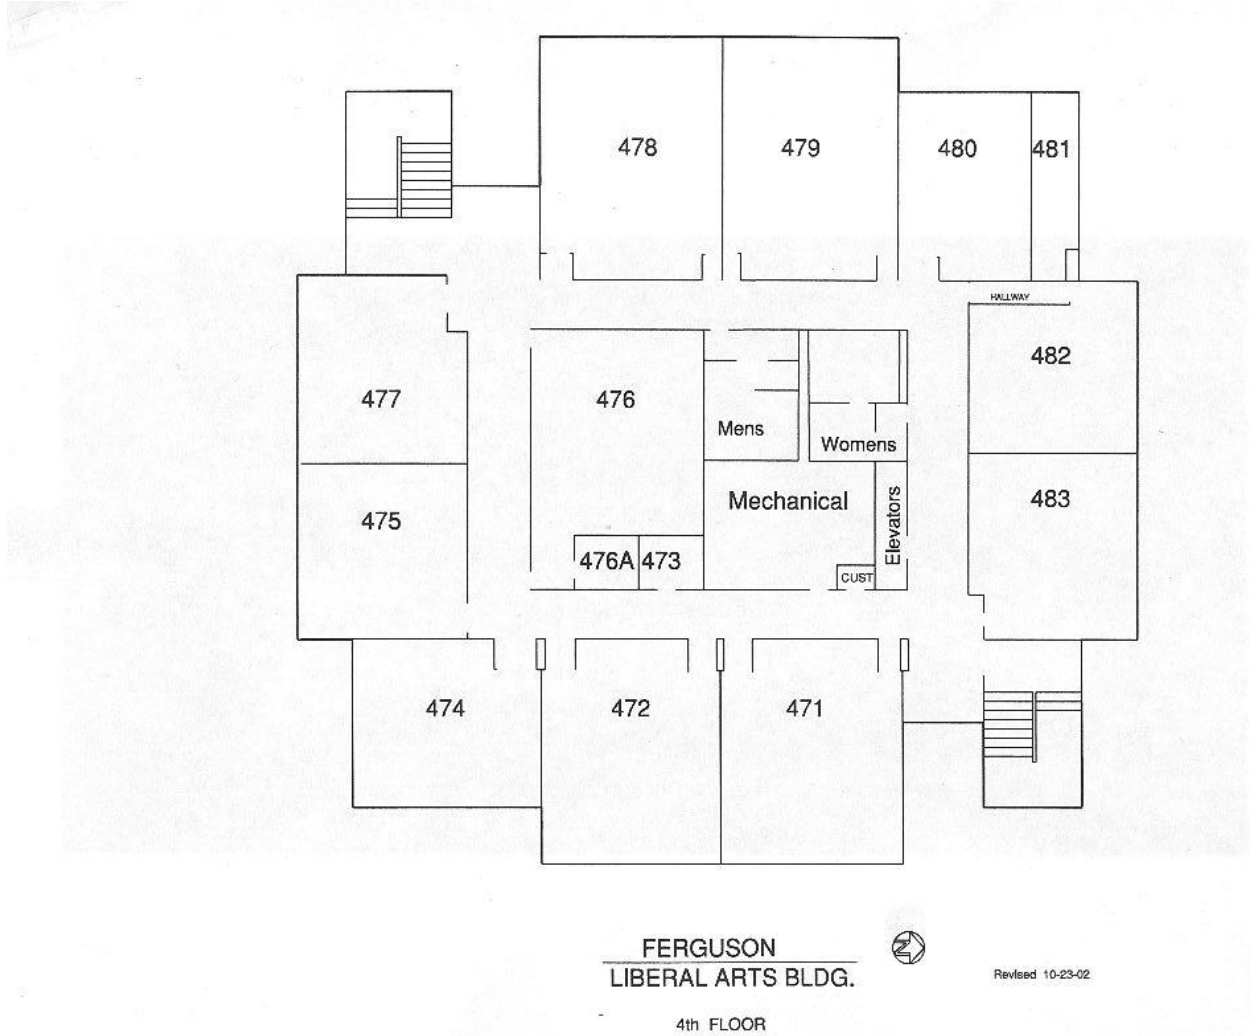 478
479
480
481
HALLWAY
482
477
476
Mens
Womens
Mechanical
Elevators
483
475
476A
473
CUST
474
472
471
FERGUSON
LIBERAL ARTS BLDG.
N
Revised 10-23-02
4th FLOOR